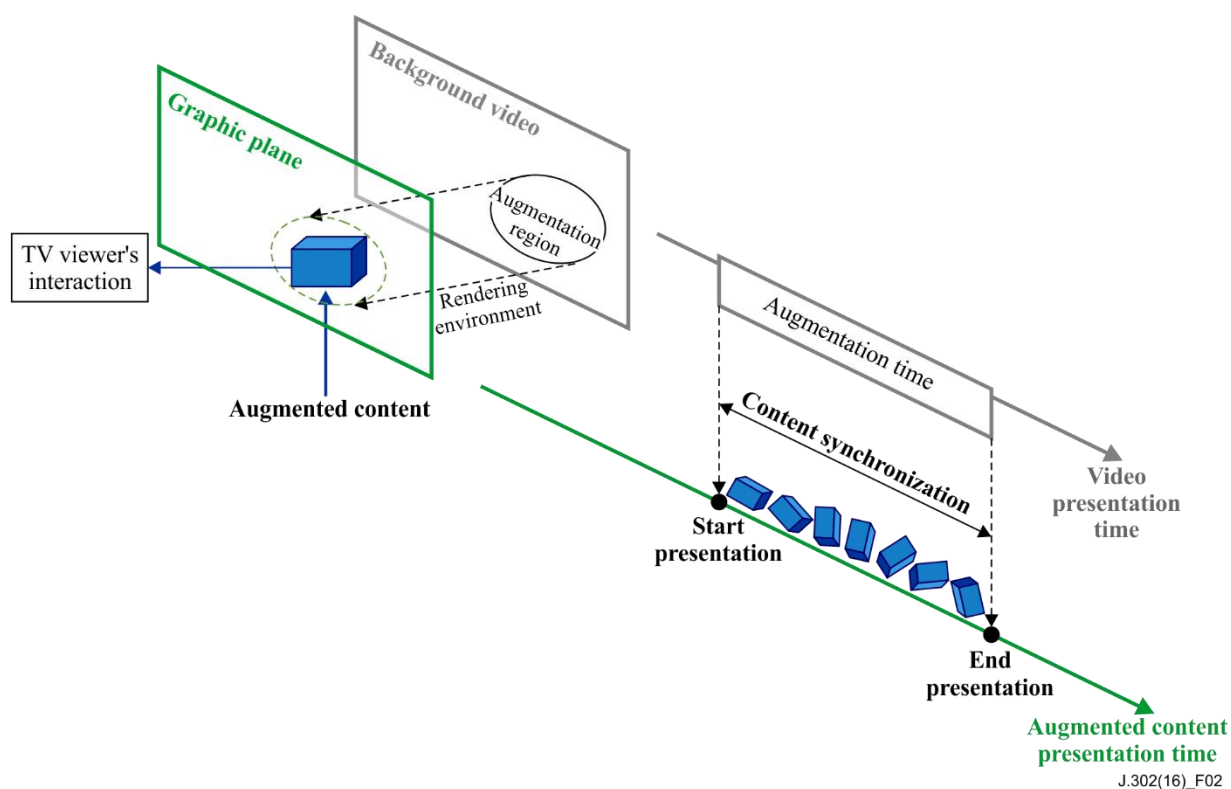 Background video
Graphic plane
Augmentation
region
TV viewer's
interaction
Rendering
environment
Augmented content
Augmentation time
Content synchronization
Video
presentation
time
Start
presentation
End
presentation
Augmented content
presentation time
J.302(16)_F02